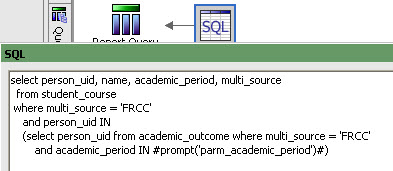 Report Query
SQL
SQL
select person_uid, name, academic_period, multi_source
from student_course
where multi_source = 'FRCC'
and person_uid IN
(select person_uid from academic_outcome where multi_source = 'FRCC'
and academic_period IN #prompt('parm_academic_period')#)